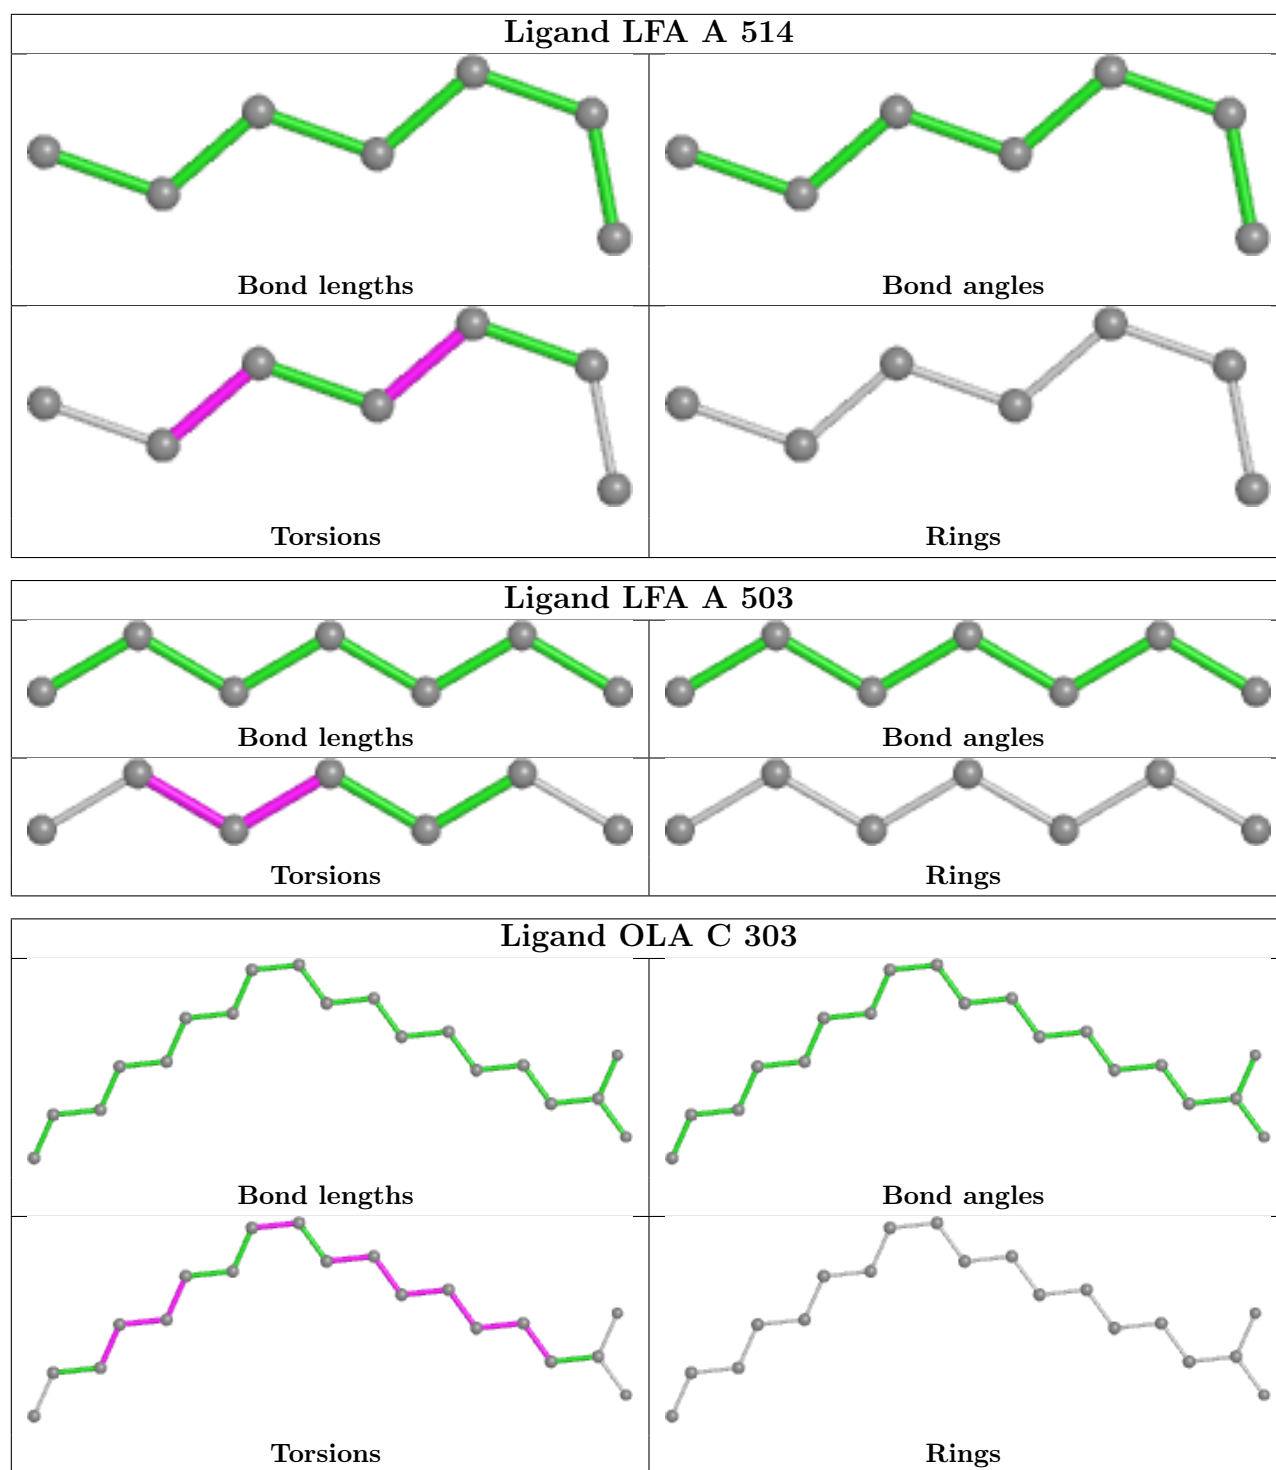 Ligand LFA A 514
Bond lengths
Bond angles
Torsions
Rings
Ligand LFA A 503
Bond lengths
Bond angles
Torsions
Rings
Ligand OLA C 303
Bond lengths
Bond angles
Torsions
Rings